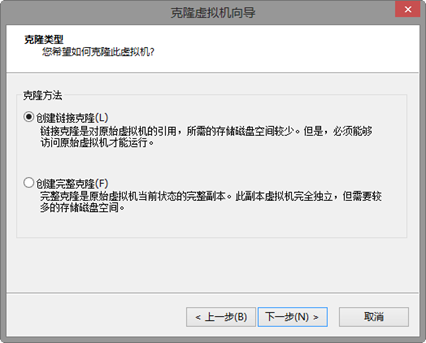 克隆虚拟机向导
克隆类型
您希望如何克隆此虚拟机?
克隆方法
创建链接克隆(L)
链接克隆是对原始虚拟机的引用，所需的存储磁盘空间较少。但是，必须能够
访问原始虚拟机才能运行。
创建完整克隆(F)
完整克隆是原始虚拟机当前状态的完整副本。此副本虚拟机完全独立，但需要较
多的存储磁盘空间。
< 上一步(B) 下一步(N) > 取消